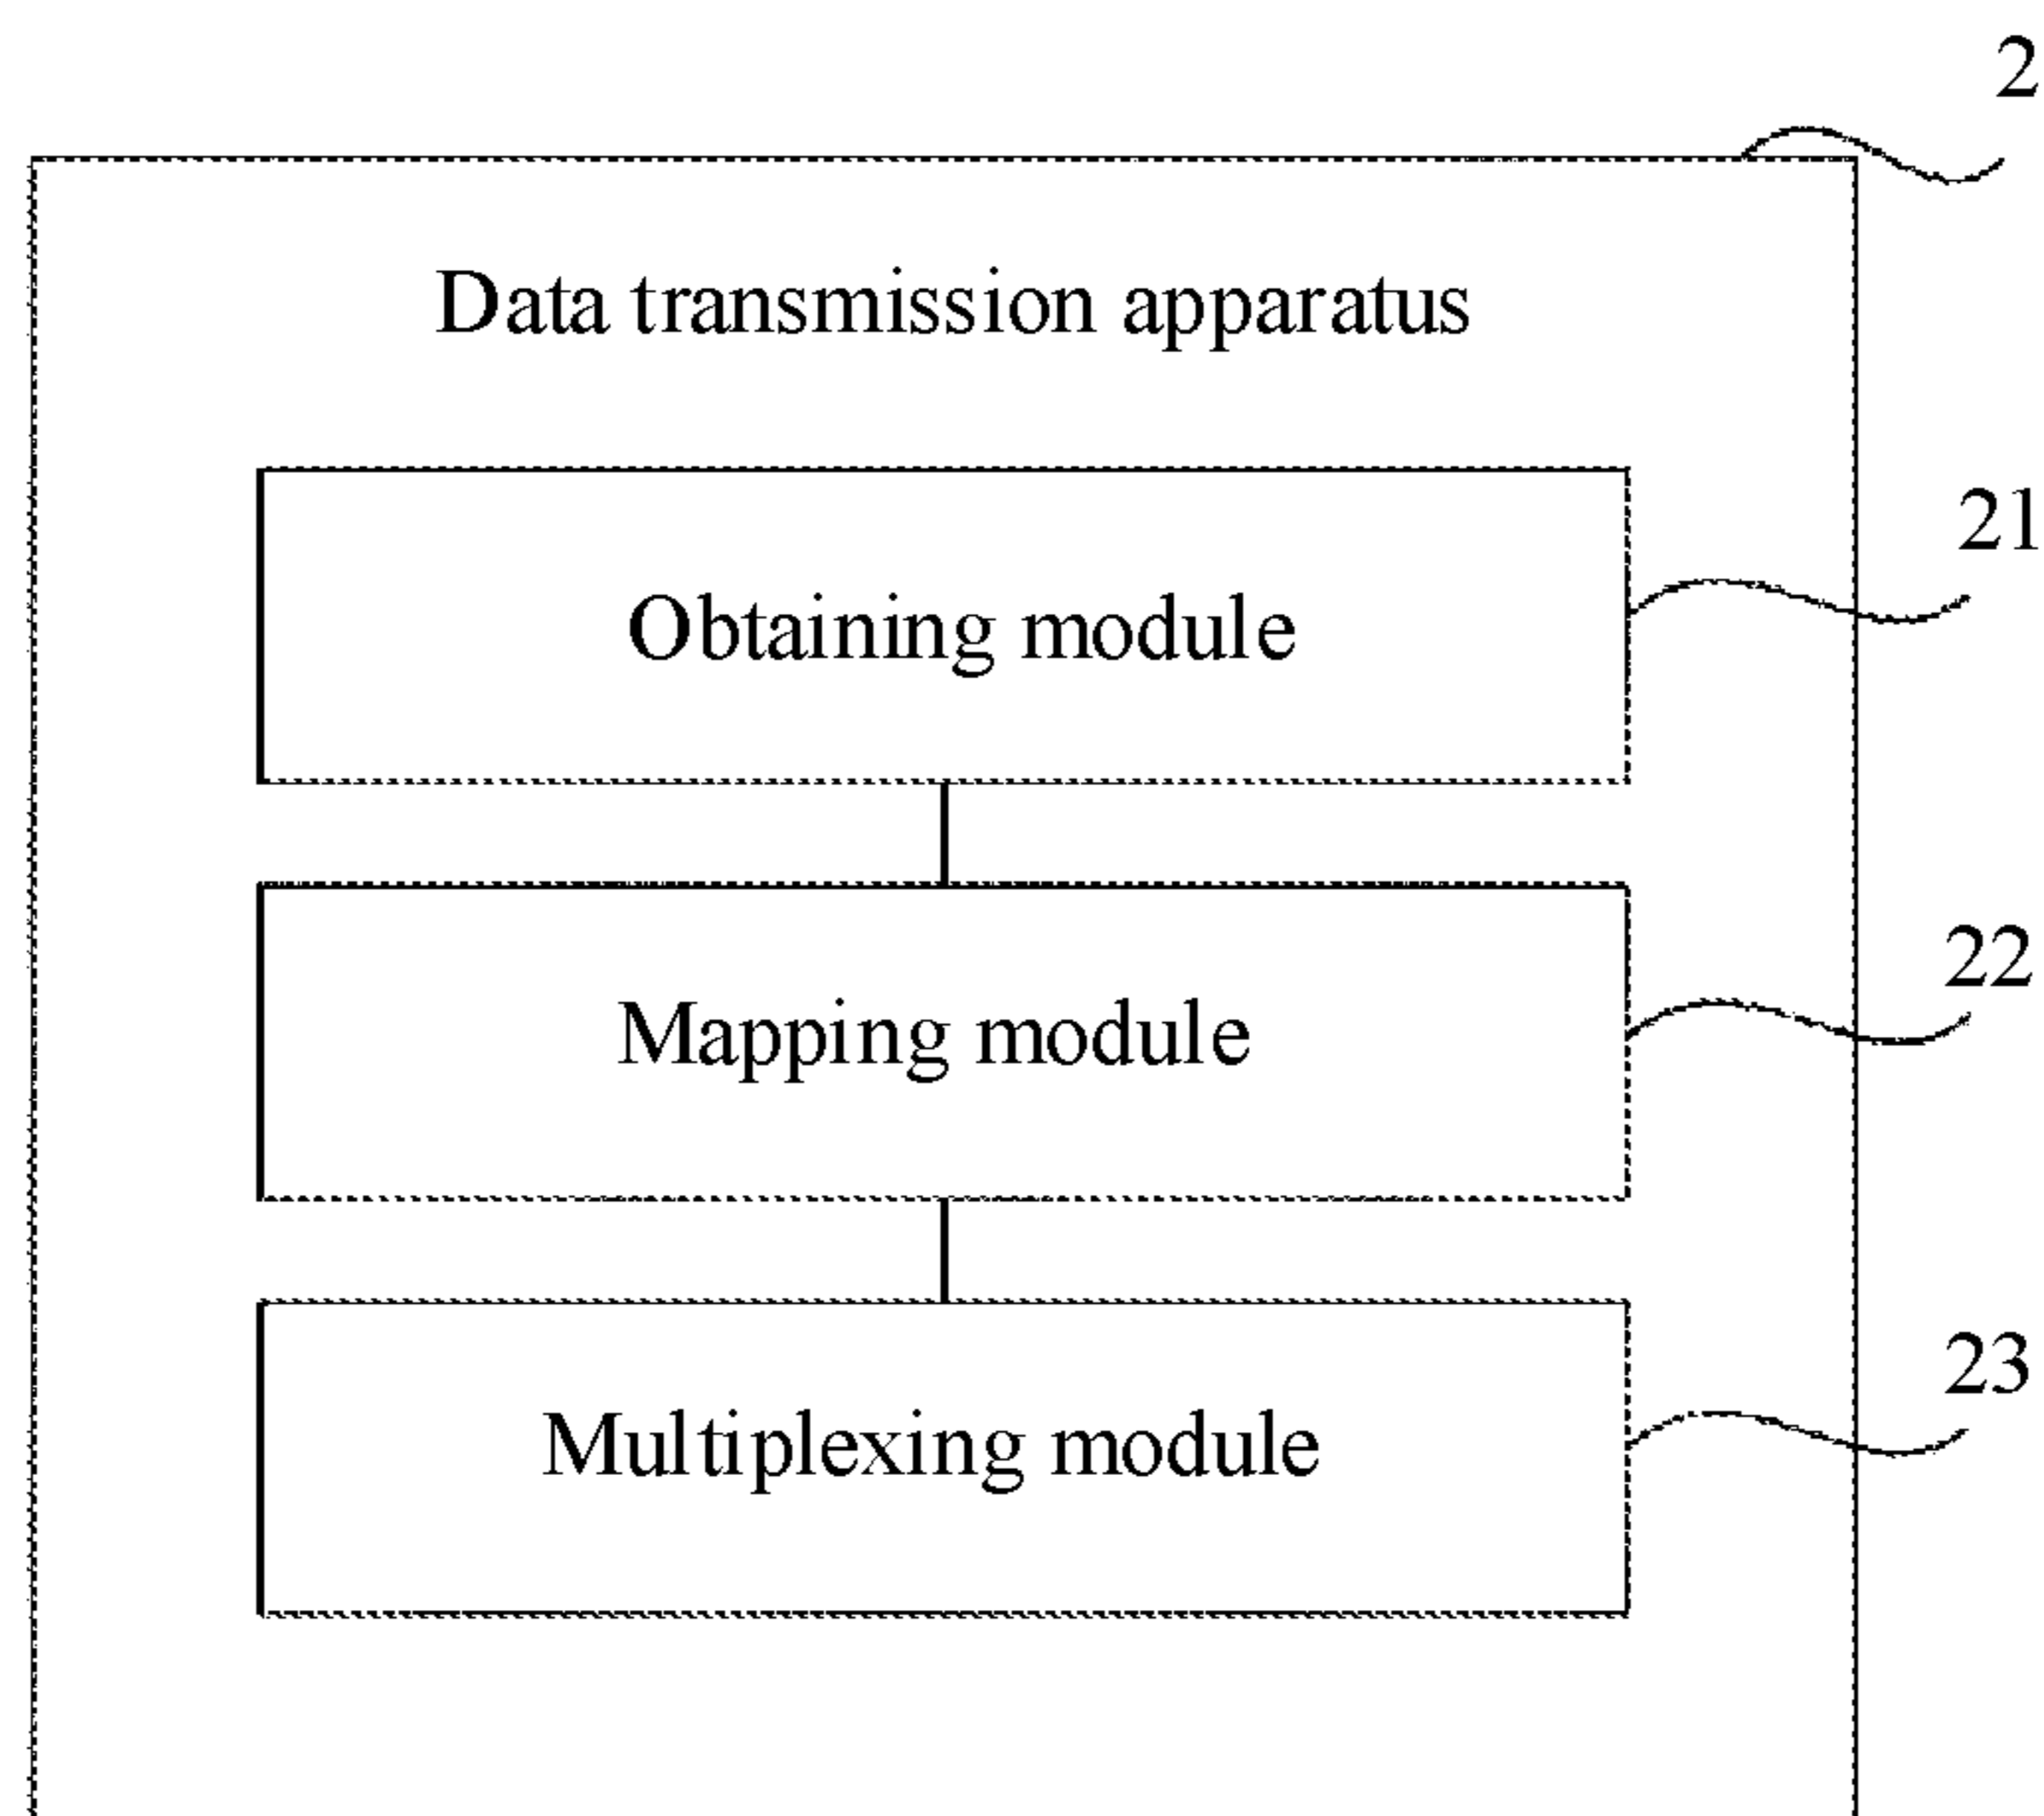 2
Data transmission apparatus
21
Obtaining module
22
Mapping module
23
Multiplexing module